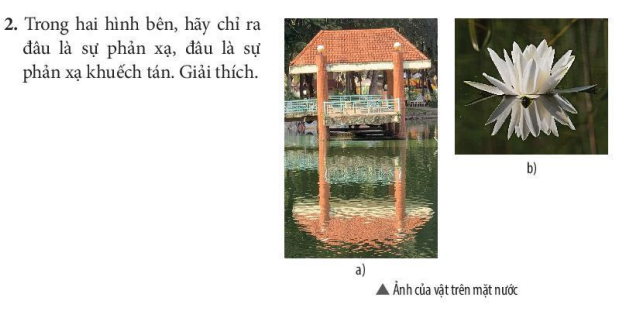 2. Trong hai hình bên, hãy chỉ ra
đâu là sự phản xạ, đâu là sự
phản xạ khuếch tán. Giải thích.
a)
b)
▲ Ảnh của vật trên mặt nước